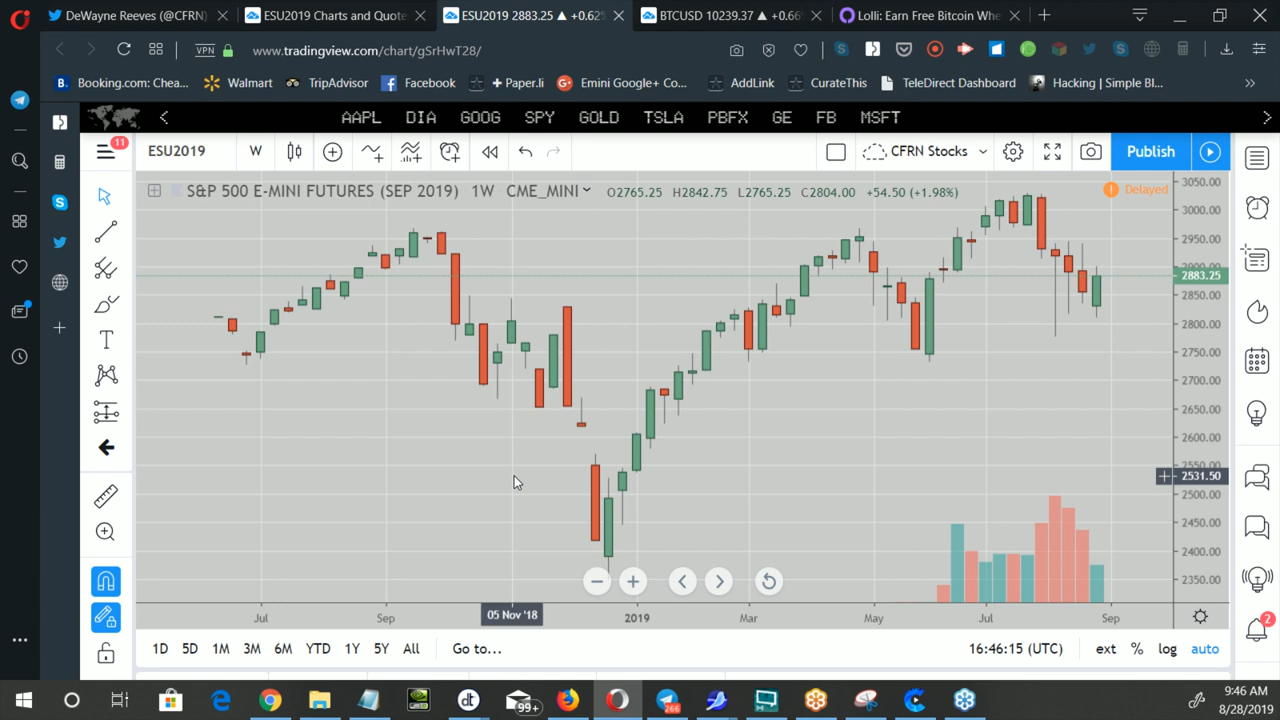 DeWayne Reeves (@CFRN)
ESU2019 Charts and Quote
ESU2019 2883.25 ▲ +0.62%
BTCUSD 10239.37 ▲ +0.66
Lolli: Earn Free Bitcoin Whe
VPN
www.tradingview.com/chart/gSrHwT28/
B. Booking.com: Chea...
Walmart
TripAdvisor
Facebook
+ Paper.li
Emini Google+ Co...
AddLink
CurateThis
TeleDirect Dashboard
Hacking | Simple Bl...
AAPL DIA GOOG SPY GOLD TSLA PBFX GE FB MSFT
11
ESU2019
W
CFRN Stocks
Publish
S&P 500 E-MINI FUTURES (SEP 2019) 1W CME_MINI
O2765.25 H2842.75 L2765.25 C2804.00 +54.50 (+1.98%)
Delayed
3050.00
3000.00
2950.00
2900.00
2883.25
2850.00
2800.00
2750.00
2700.00
2650.00
2600.00
2550.00
2531.50
2500.00
2450.00
2400.00
2350.00
Jul
Sep
05 Nov '18
2019
Mar
May
Jul
Sep
2
1D 5D 1M 3M 6M YTD 1Y 5Y All
Go to...
16:46:15 (UTC)
ext % log auto
dt
99+
266
9:46 AM
8/28/2019